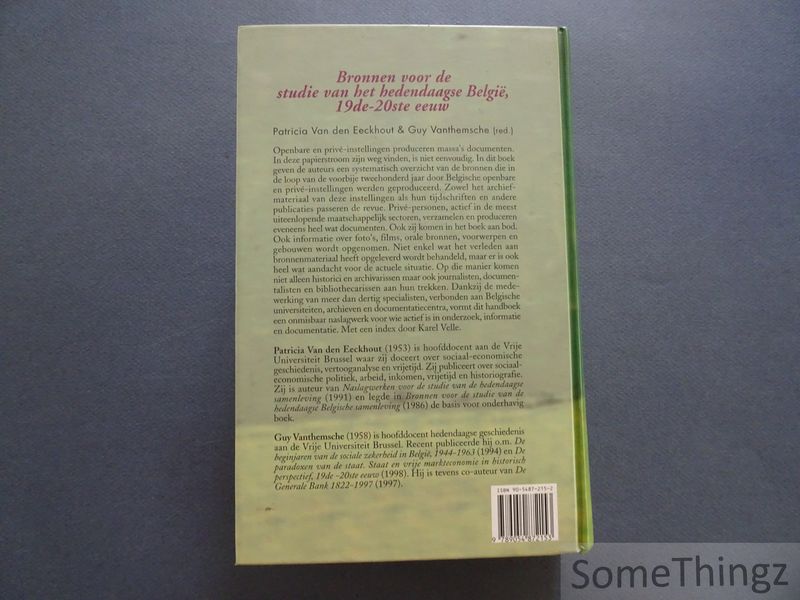 Bronnen voor de
studie van het hedendaagse België,
19de-20ste eeuw
Patricia Van den Eeckhout & Guy Vanthemsche (red.)
Openbare en privé-instellingen produceren massa's documenten.
In deze papierstroom zijn weg vinden, is niet eenvoudig. In dit boek
geven de auteurs een systematisch overzicht van de bronnen die in
de loop van de voorbije tweehonderd jaar door Belgische openbare
en privé-instellingen werden geproduceerd. Zowel het archief-
materiaal van deze instellingen als hun tijdschriften en andere
publicaties passeren de revue. Privé-personen, actief in de meest
uiteenlopende maatschappelijk sectoren, verzamelen en produceren
eveneens heel wat documenten. Ook zij komen in het boek aan bod.
Ook informatie over foto's, films, orale bronnen, voorwerpen en
gebouwen wordt opgenomen. Niet enkel wat het verleden aan
bronnenmateriaal heeft opgeleverd wordt behandeld, maar er is ook
heel wat aandacht voor de actuele situatie. Op die manier komen
niet alleen historici en archivarissen maar ook journalisten, documen-
talisten en bibliothecarissen aan hun trekken. Dankzij de mede-
werking van meer dan dertig specialisten, verbonden aan Belgische
universiteiten, archieven en documentatiecentra, vormt dit handboek
een onmisbaar naslagwerk voor wie actief is in onderzoek, informatie
en documentatie. Met een index door Karel Velle.
Patricia Van den Eeckhout (1953) is hoofddocent aan de Vrije
Universiteit Brussel waar zij doceert over sociaal-economische
geschiedenis, vertooganalyse en vrijetijd. Zij publiceert over sociaal-
economische politiek, arbeid, inkomen, vrijetijd en historiografie.
Zij is auteur van Naslagwerken voor de studie van de hedendaagse
samenleving (1991) en legde in Bronnen voor de studie van de
hedendaagse Belgische samenleving (1986) de basis voor onderhavig
boek.
Guy Vanthemsche (1958) is hoofddocent hedendaagse geschiedenis
aan de Vrije Universiteit Brussel. Recent publiceerde hij o.m. De
beginjaren van de sociale zekerheid in België, 1944-1963 (1994) en De
paradoxen van de staat. Staat en vrije markteconomie in historisch
perspectief, 19de -20ste eeuw (1998). Hij is tevens co-auteur van De
Generale Bank 1822-1997 (1997).
ISBN 90-5487-215-2
9 789054 872153
SomeThingz